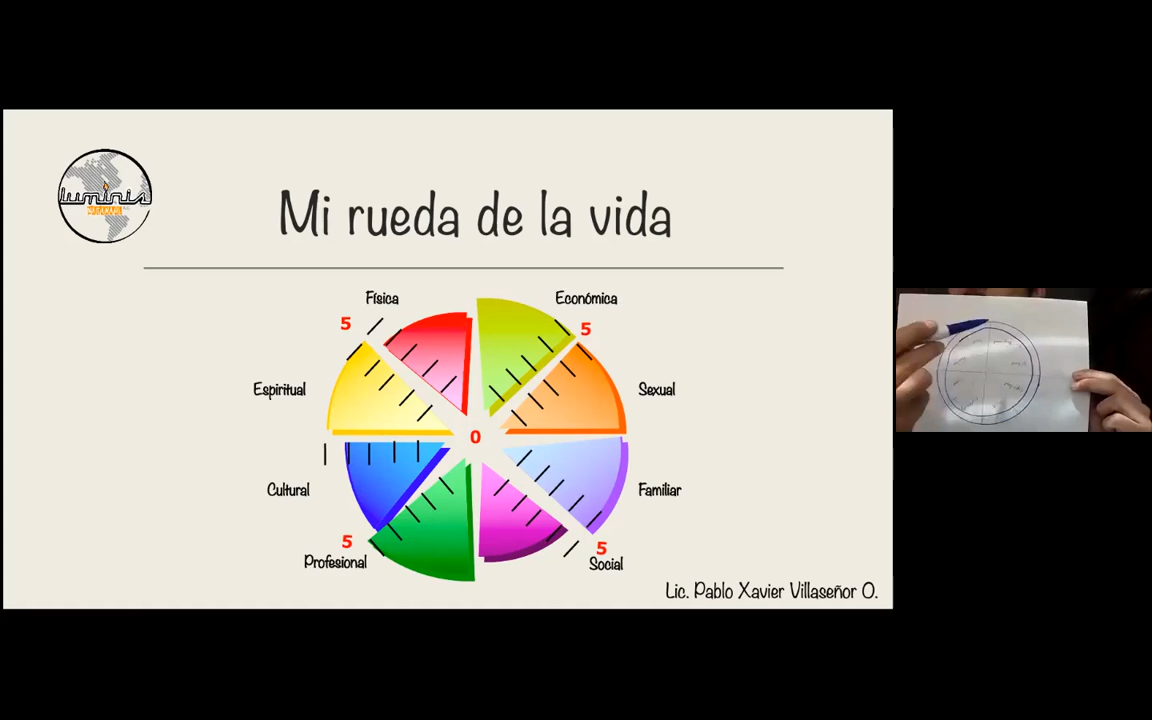 luminis
Mi rueda de la vida
Física
Económica
5
5
Espiritual
Sexual
0
Cultural
Familiar
5
5
Profesional
Social
Lic. Pablo Xavier Villaseñor O.